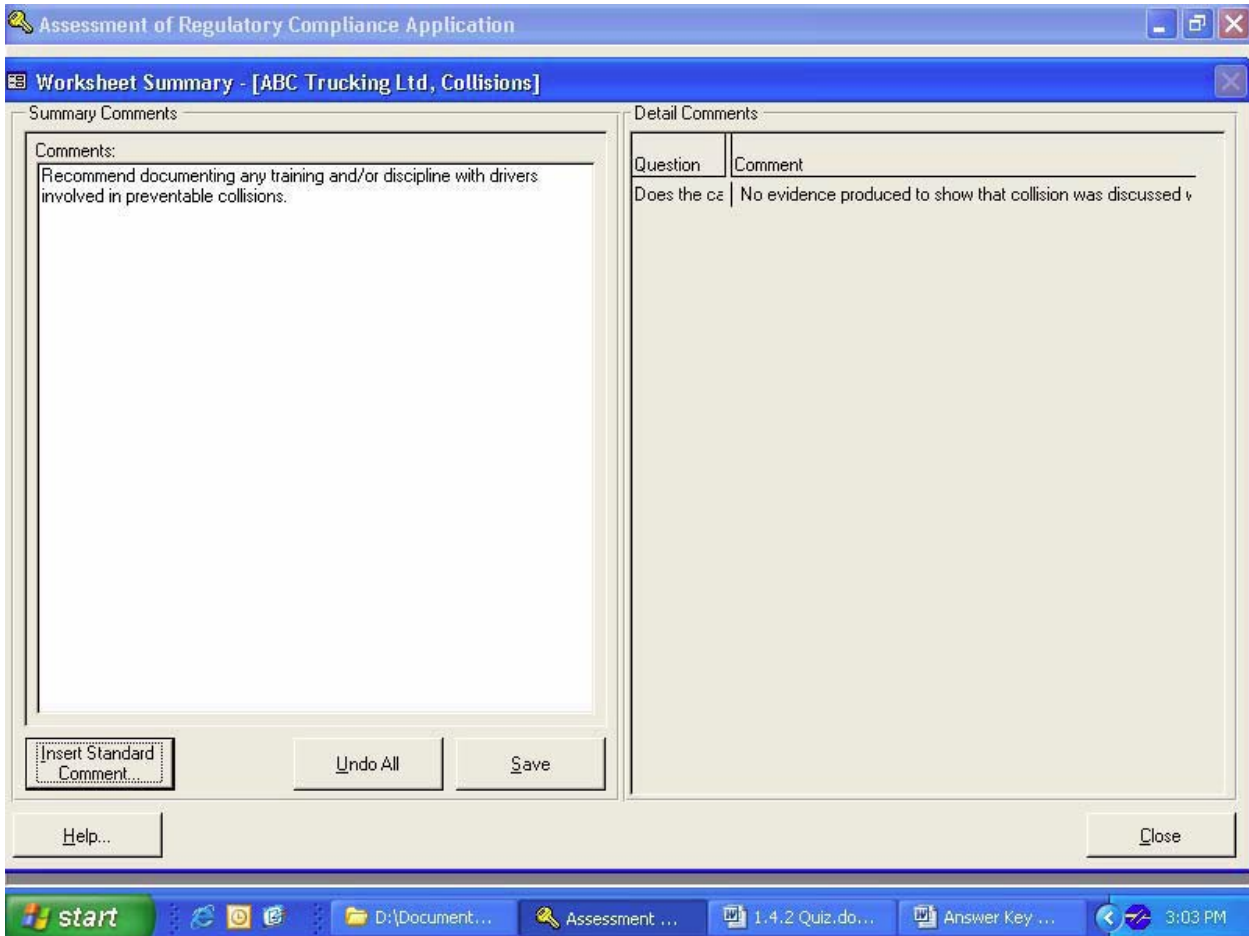 Assessment of Regulatory Compliance Application
Worksheet Summary - [ABC Trucking Ltd, Collisions]
Summary Comments
Comments:
Recommend documenting any training and/or discipline with drivers
involved in preventable collisions.
Insert Standard
Comment...
Undo All
Save
Detail Comments
Question Comment
Does the ca No evidence produced to show that collision was discussed
Help...
Close
start
D:\Document...
Assessment ...
1.4.2 Quiz.do...
Answer Key ...
3:03 PM